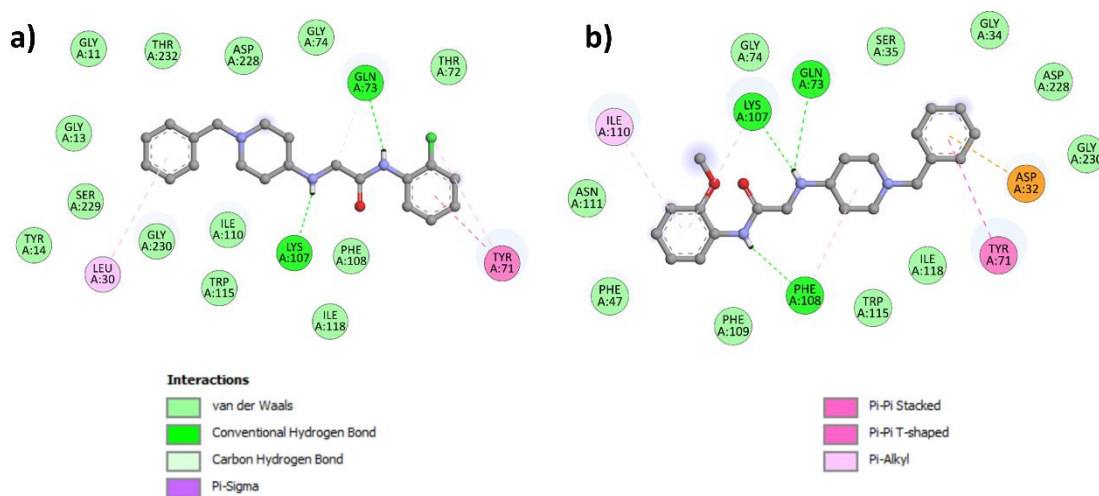 a)
GLY
A:11
THR
A:232
ASP
A:228
GLY
A:74
GLN
A:73
THR
A:72
GLY
A:13
SER
A:229
TYR
A:14
LEU
A:30
GLY
A:230
ILE
A:110
TRP
A:115
LYS
A:107
PHE
A:108
ILE
A:118
TYR
A:71
b)
GLY
A:74
SER
A:35
GLY
A:34
GLN
A:73
LYS
A:107
ASP
A:228
ILE
A:110
GLY
A:230
ASP
A:32
ASN
A:111
TYR
A:71
ILE
A:118
PHE
A:47
PHE
A:108
TRP
A:115
PHE
A:109
Interactions
van der Waals
Conventional Hydrogen Bond
Carbon Hydrogen Bond
Pi-Sigma
Pi-Pi Stacked
Pi-Pi T-shaped
Pi-Alkyl